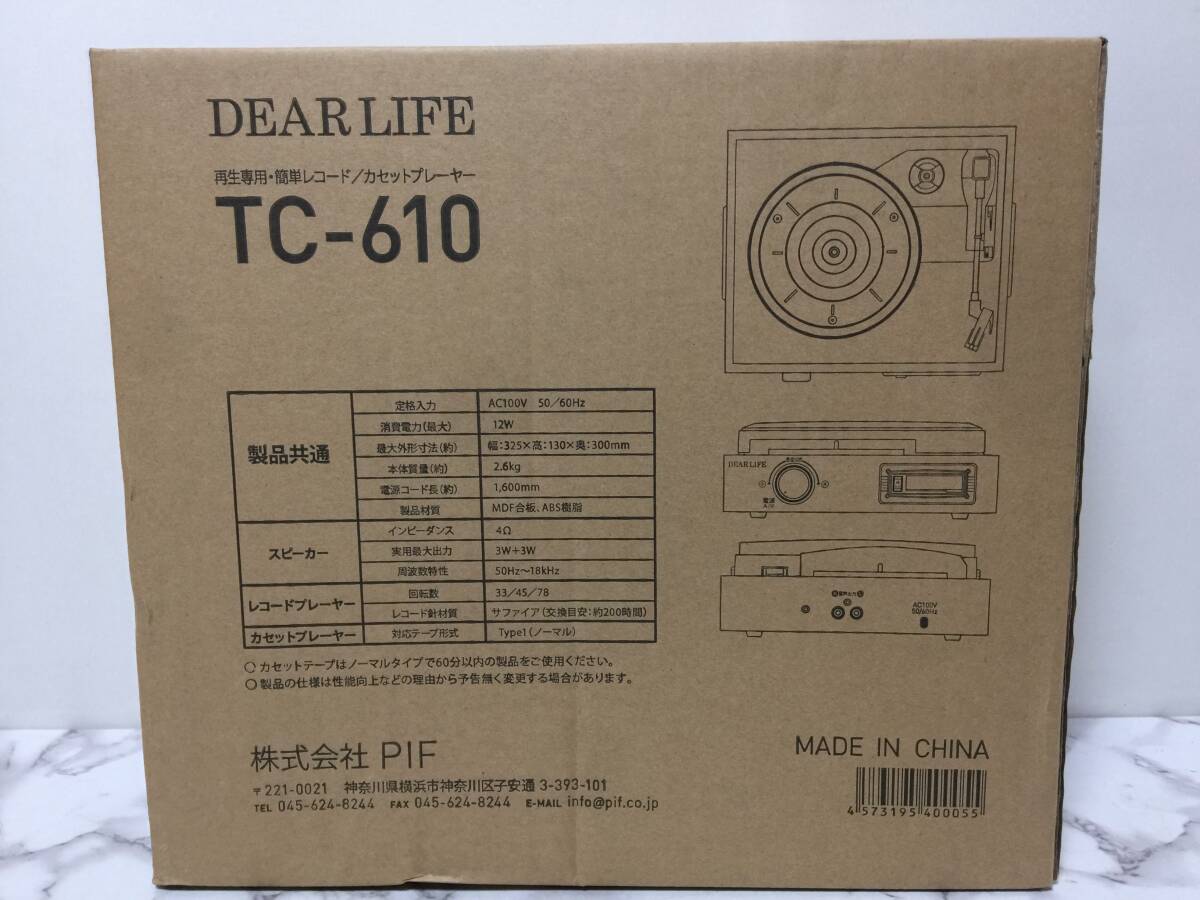 DEAR LIFE
再生専用・簡単レコード／カセットプレーヤー
TC-610
製品共通
定格入力 AC100V 50／60Hz
消費電力（最大） 12W
最大外形寸法（約） 幅：325×高：130×奥：300mm
本体質量（約） 2.6kg
電源コード長（約） 1,600mm
製品材質 MDF合板、ABS樹脂
スピーカー
インピーダンス 4Ω
実用最大出力 3W＋3W
周波数特性 50Hz〜18kHz
レコードプレーヤー
回転数 33／45／78
レコード針材質 サファイア（交換目安：約200時間）
カセットプレーヤー 対応テープ形式 Type1（ノーマル）
○ カセットテープはノーマルタイプで60分以内の製品をご使用ください。
○ 製品の仕様は性能向上などの理由から予告無く変更する場合があります。
株式会社 PIF
〒221-0021 神奈川県横浜市神奈川区子安通 3-393-101
TEL 045-624-8244 FAX 045-624-8244 E-MAIL info@pif.co.jp
DEAR LIFE
電源
AC100V
50/60Hz
MADE IN CHINA
4 573195 400055